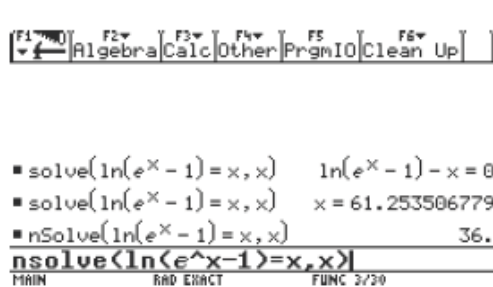 F1 F2 F3 F4 F5 F6
Algebra Calc Other PrgmIO Clean Up
▪ solve(ln(e^x − 1) = x, x) ln(e^x − 1) − x = 0
▪ solve(ln(e^x − 1) = x, x) x = 61.253506779
▪ nSolve(ln(e^x − 1) = x, x) 36.
nsolve(ln(e^x-1)=x,x)
MAIN RAD EXACT FUNC 3/30